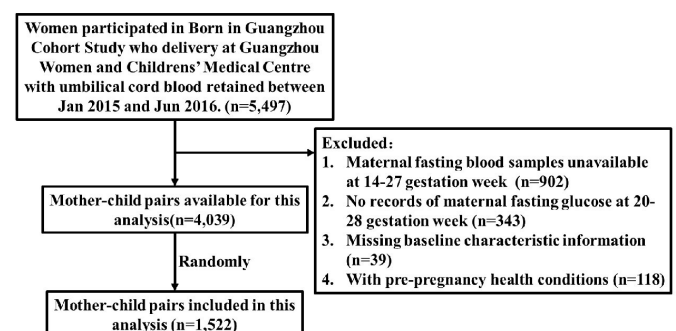 Women participated in Born in Guangzhou
Cohort Study who delivery at Guangzhou
Women and Childrens’ Medical Centre
with umbilical cord blood retained between
Jan 2015 and Jun 2016. (n=5,497)
Excluded:
1. Maternal fasting blood samples unavailable
at 14-27 gestation week (n=902)
2. No records of maternal fasting glucose at 20-
28 gestation week (n=343)
3. Missing baseline characteristic information
(n=39)
4. With pre-pregnancy health conditions (n=118)
Mother-child pairs available for this
analysis(n=4,039)
Randomly
Mother-child pairs included in this
analysis (n=1,522)